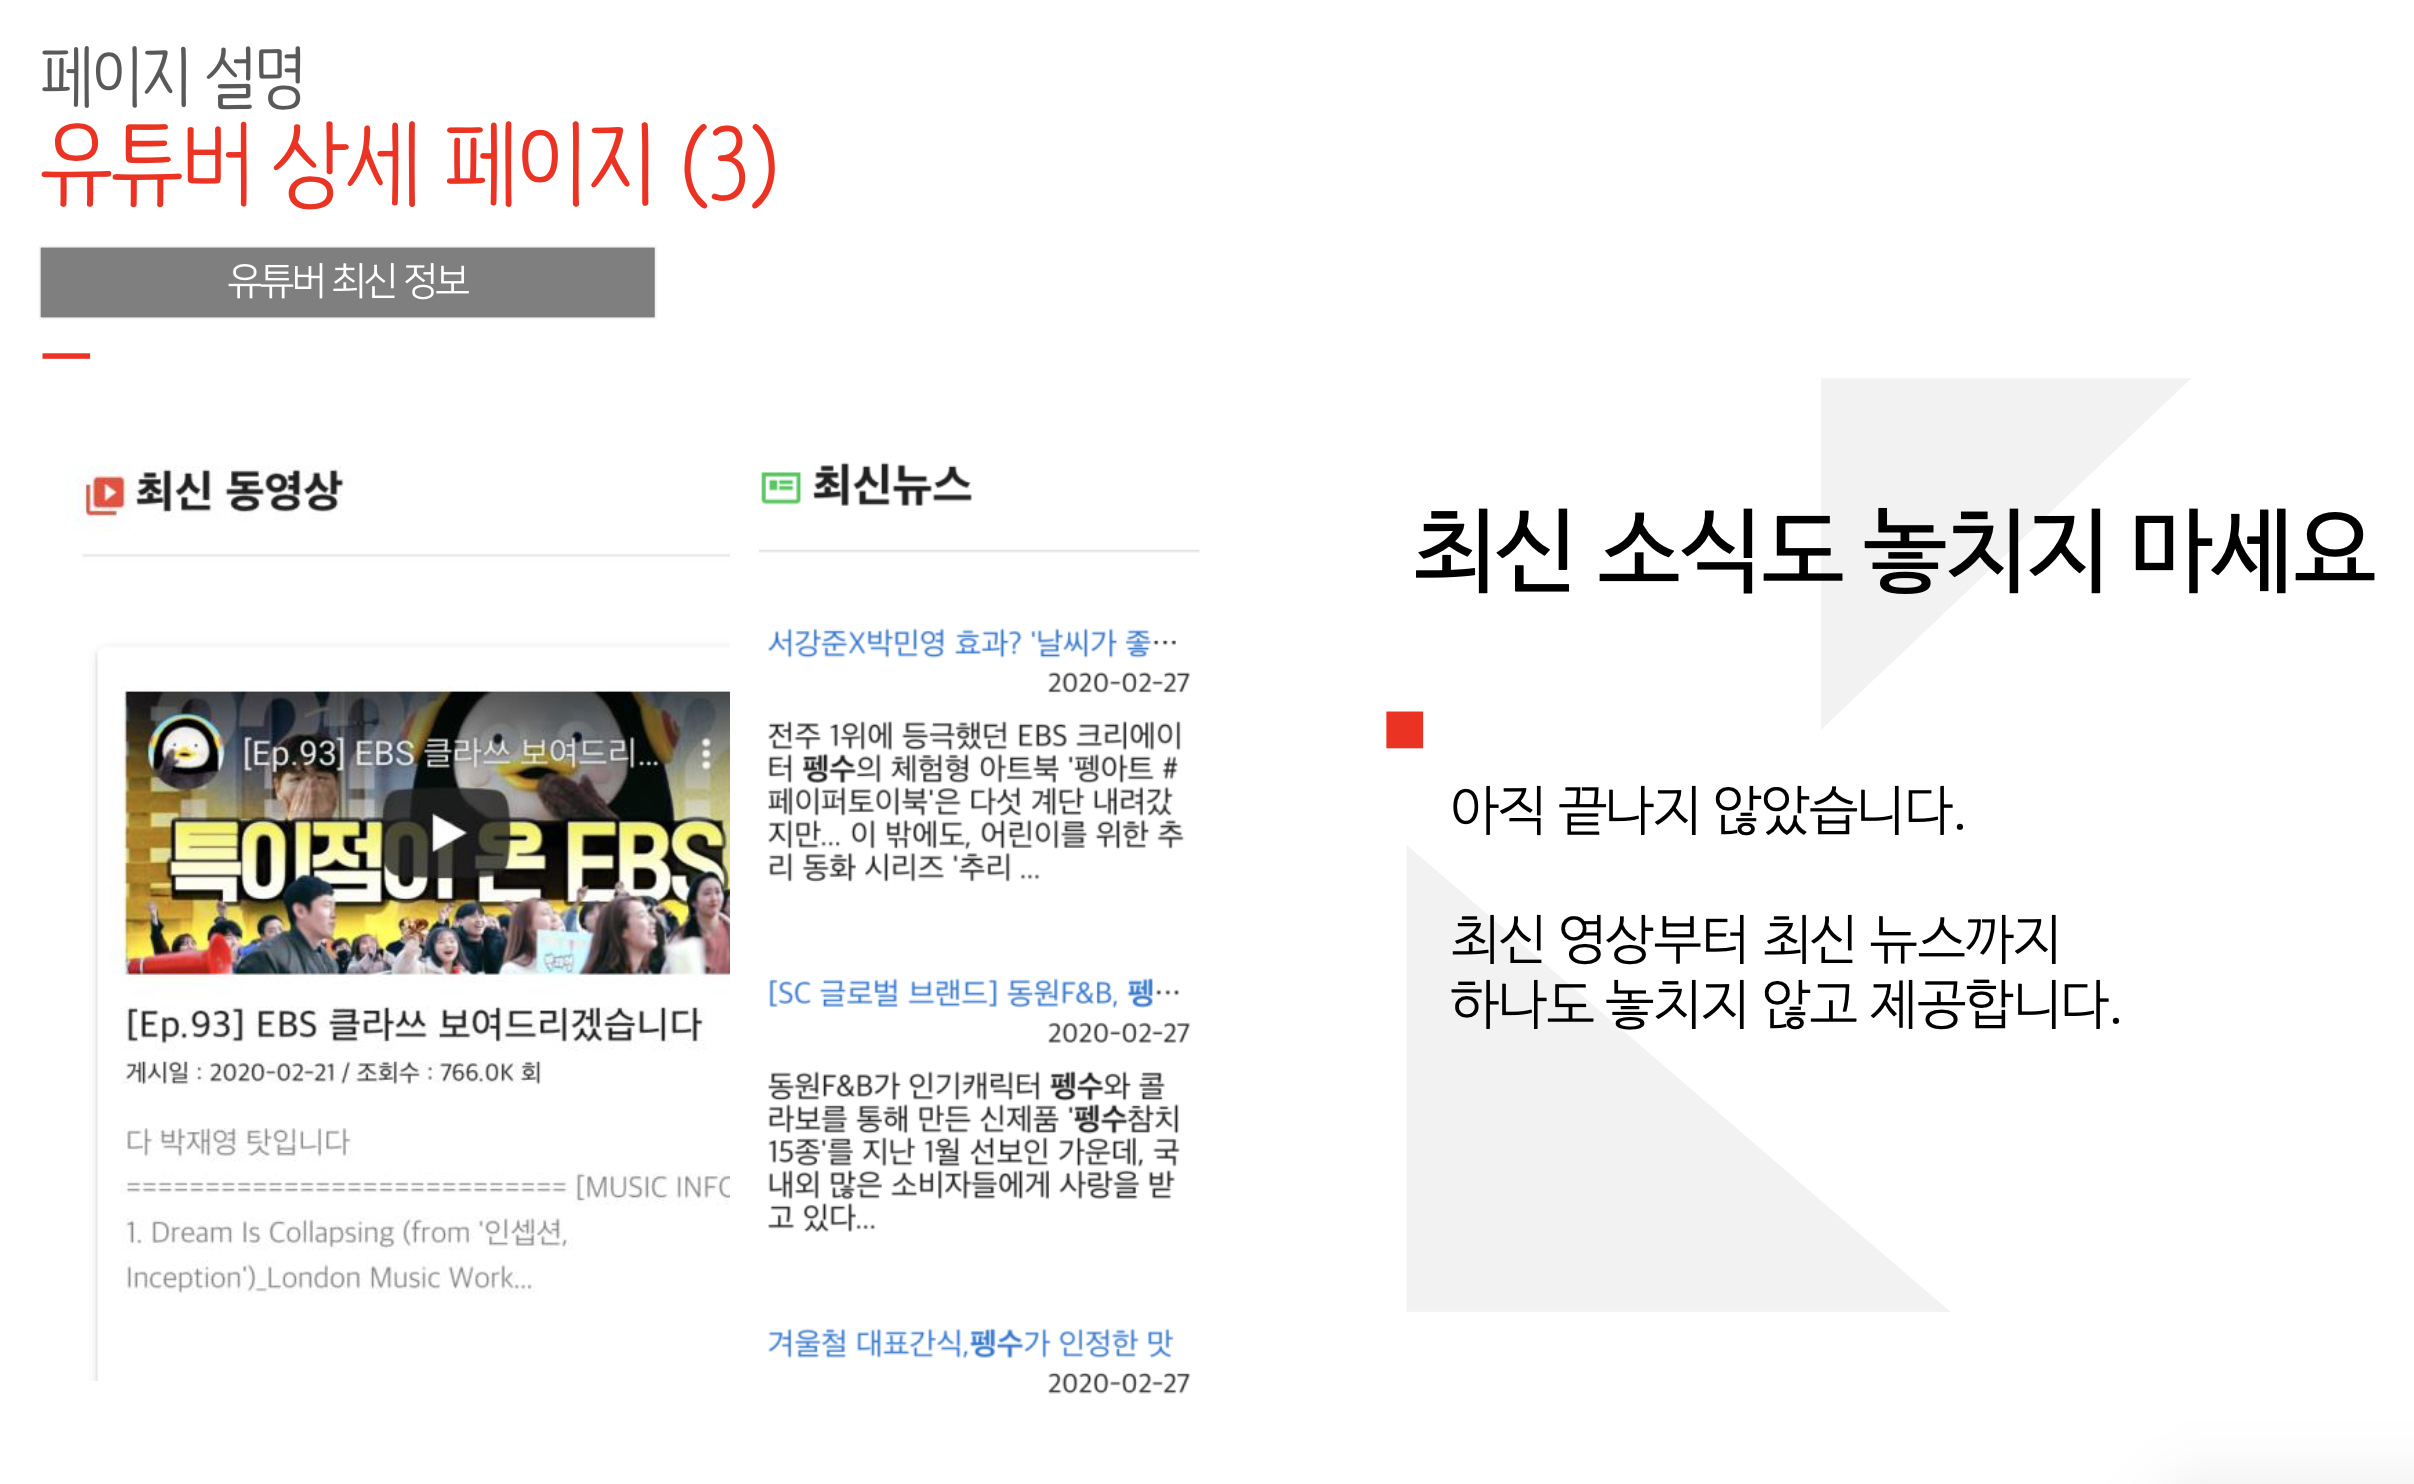 페이지 설명
유튜버 상세 페이지 (3)
유튜버 최신 정보
최신 동영상
[Ep.93] EBS 클라쓰 보여드리...
특이점이 온 EBS
[Ep.93] EBS 클라쓰 보여드리겠습니다
게시일 : 2020-02-21 / 조회수 : 766.0K 회
다 박재영 탓입니다
============================ [MUSIC INFO
1. Dream Is Collapsing (from '인셉션,
Inception')_London Music Work...
최신뉴스
서강준X박민영 효과? '날씨가 좋…
2020-02-27
전주 1위에 등극했던 EBS 크리에이
터 펭수의 체험형 아트북 '펭아트 #
페이퍼토이북'은 다섯 계단 내려갔
지만... 이 밖에도, 어린이를 위한 추
리 동화 시리즈 '추리 ...
[SC 글로벌 브랜드] 동원F&B, 펭…
2020-02-27
동원F&B가 인기캐릭터 펭수와 콜
라보를 통해 만든 신제품 '펭수참치
15종'를 지난 1월 선보인 가운데, 국
내외 많은 소비자들에게 사랑을 받
고 있다...
겨울철 대표간식,펭수가 인정한 맛
2020-02-27
최신 소식도 놓치지 마세요
아직 끝나지 않았습니다.
최신 영상부터 최신 뉴스까지
하나도 놓치지 않고 제공합니다.